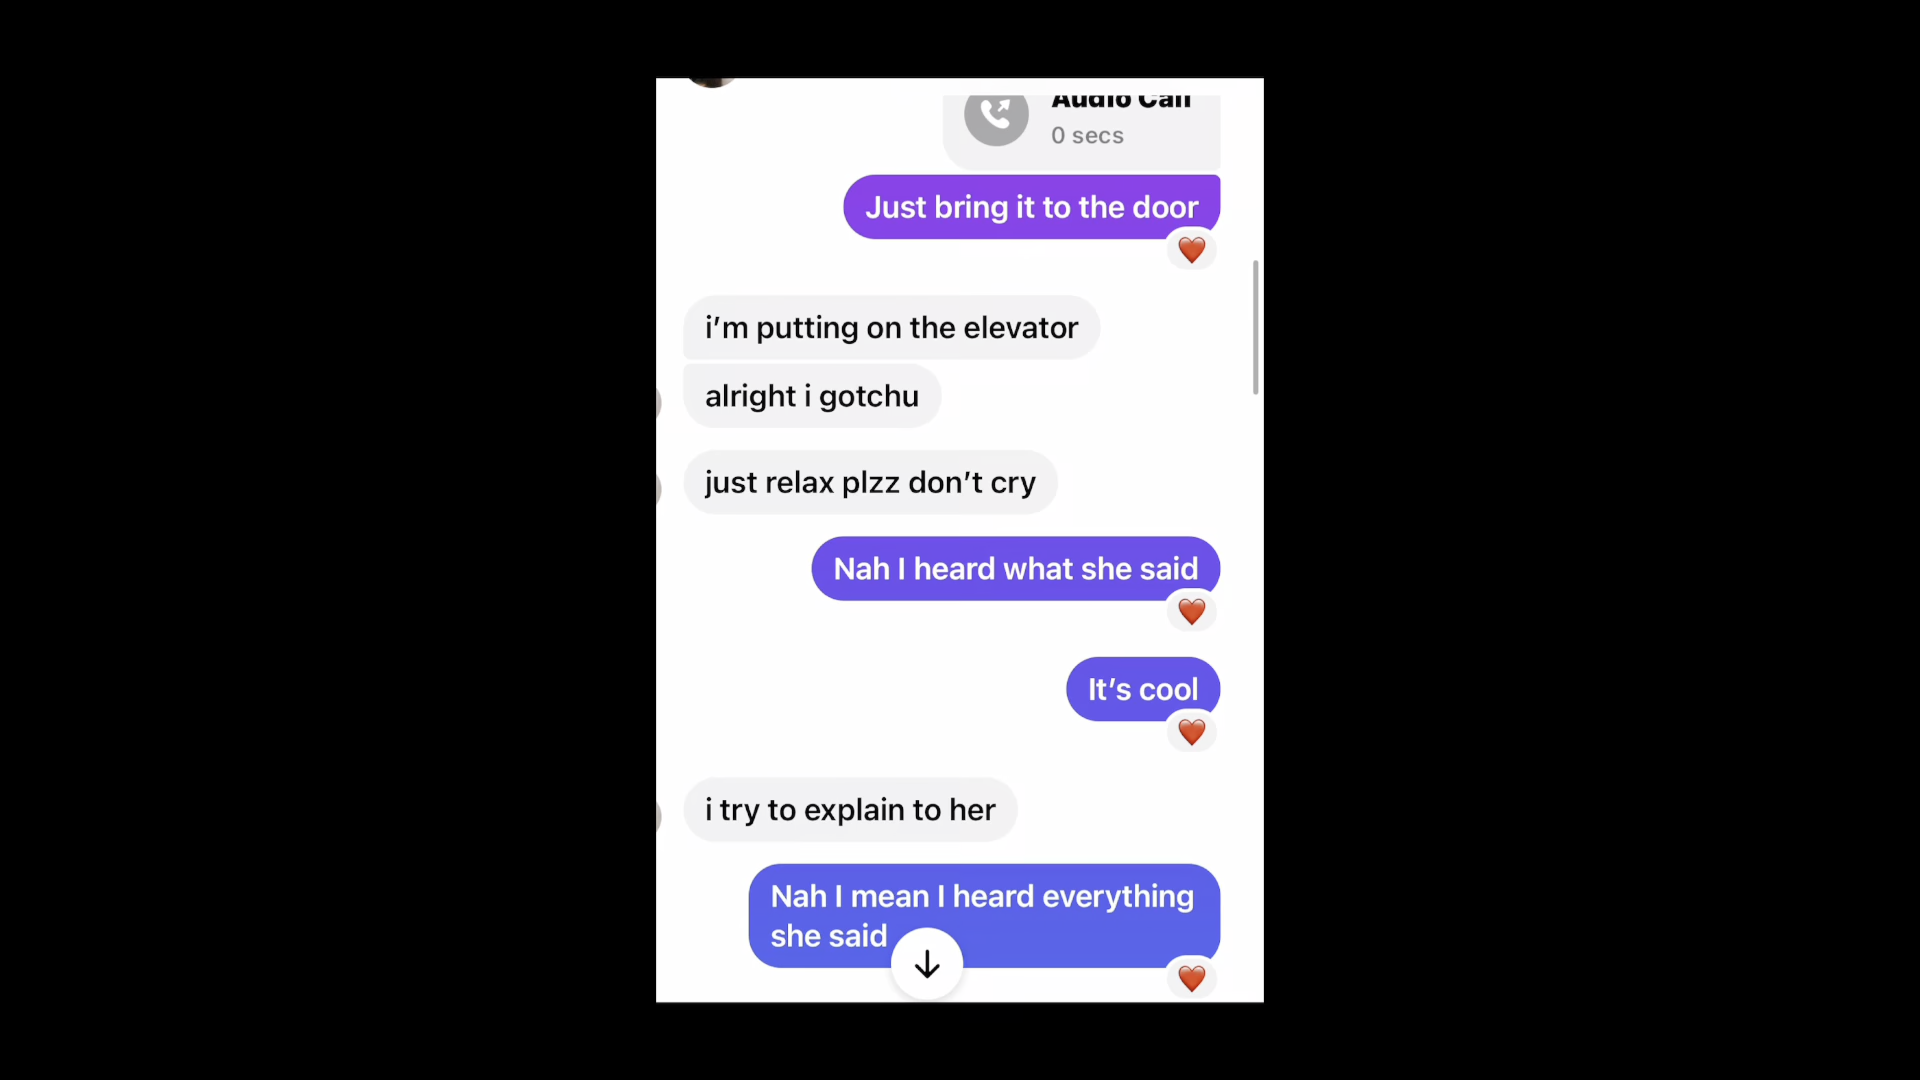 Audio Call
0 secs
Just bring it to the door
i’m putting on the elevator
alright i gotchu
just relax plzz don’t cry
Nah I heard what she said
It’s cool
i try to explain to her
Nah I mean I heard everything
she said